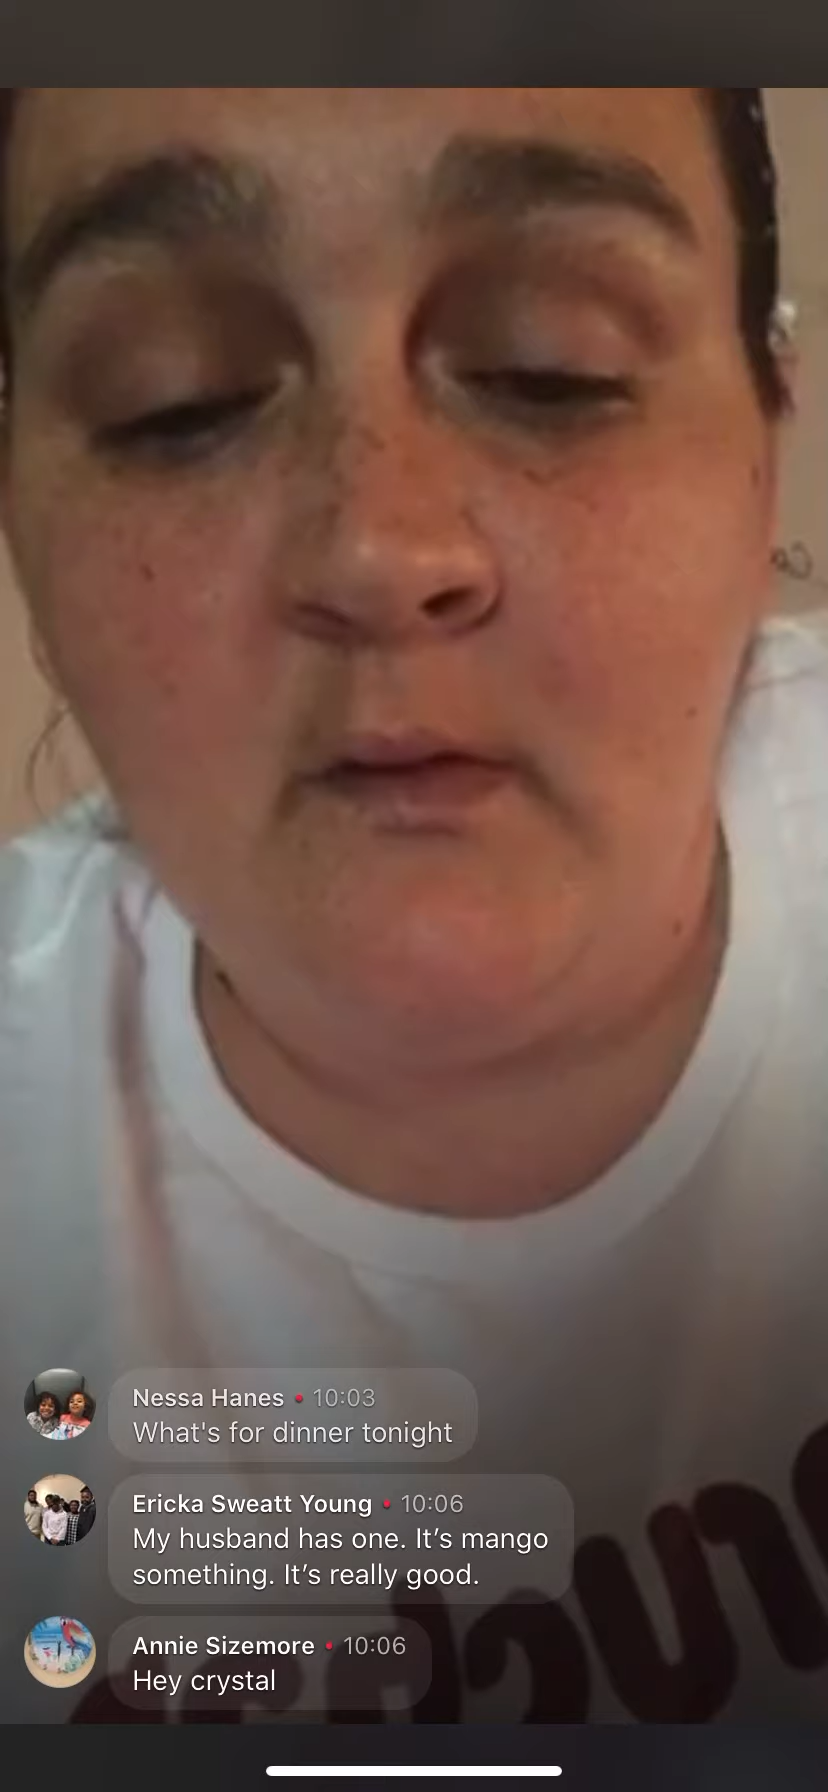 Nessa Hanes • 10:03
What's for dinner tonight
Ericka Sweatt Young • 10:06
My husband has one. It’s mango
something. It’s really good.
Annie Sizemore • 10:06
Hey crystal